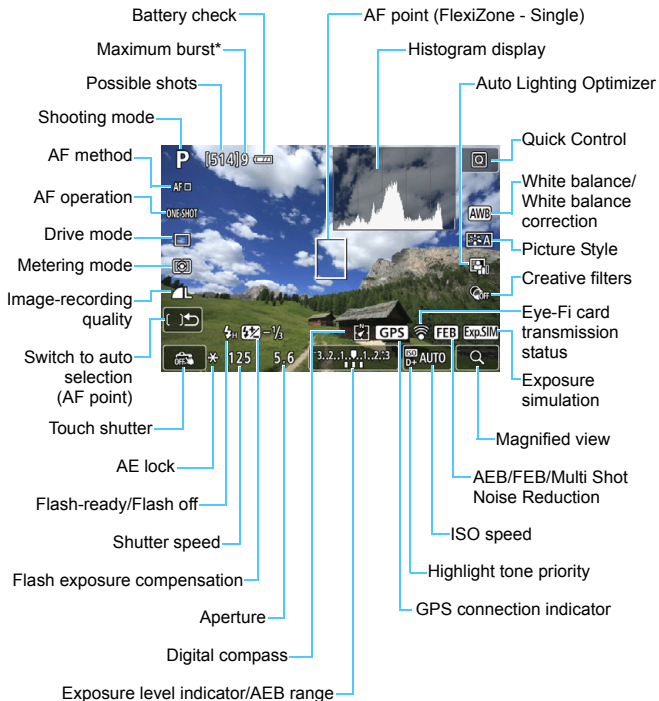 Battery check
AF point (FlexiZone - Single)
Maximum burst*
Histogram display
Possible shots
Auto Lighting Optimizer
Shooting mode
Quick Control
AF method
White balance/
White balance
correction
AF operation
Drive mode
Picture Style
Metering mode
Creative filters
Image-recording
quality
Eye-Fi card
transmission
status
Switch to auto
selection
(AF point)
Exposure
simulation
Touch shutter
Magnified view
AE lock
AEB/FEB/Multi Shot
Noise Reduction
Flash-ready/Flash off
ISO speed
Shutter speed
Highlight tone priority
Flash exposure compensation
GPS connection indicator
Aperture
Digital compass
Exposure level indicator/AEB range
P [514] 9
Q
AF
ONE SHOT
AWB
A
L
OFF
H -1/3
N GPS FEB Exp.SIM
OFF * 125 5.6 -3..2..1..1..2.:3 ISO D+ AUTO